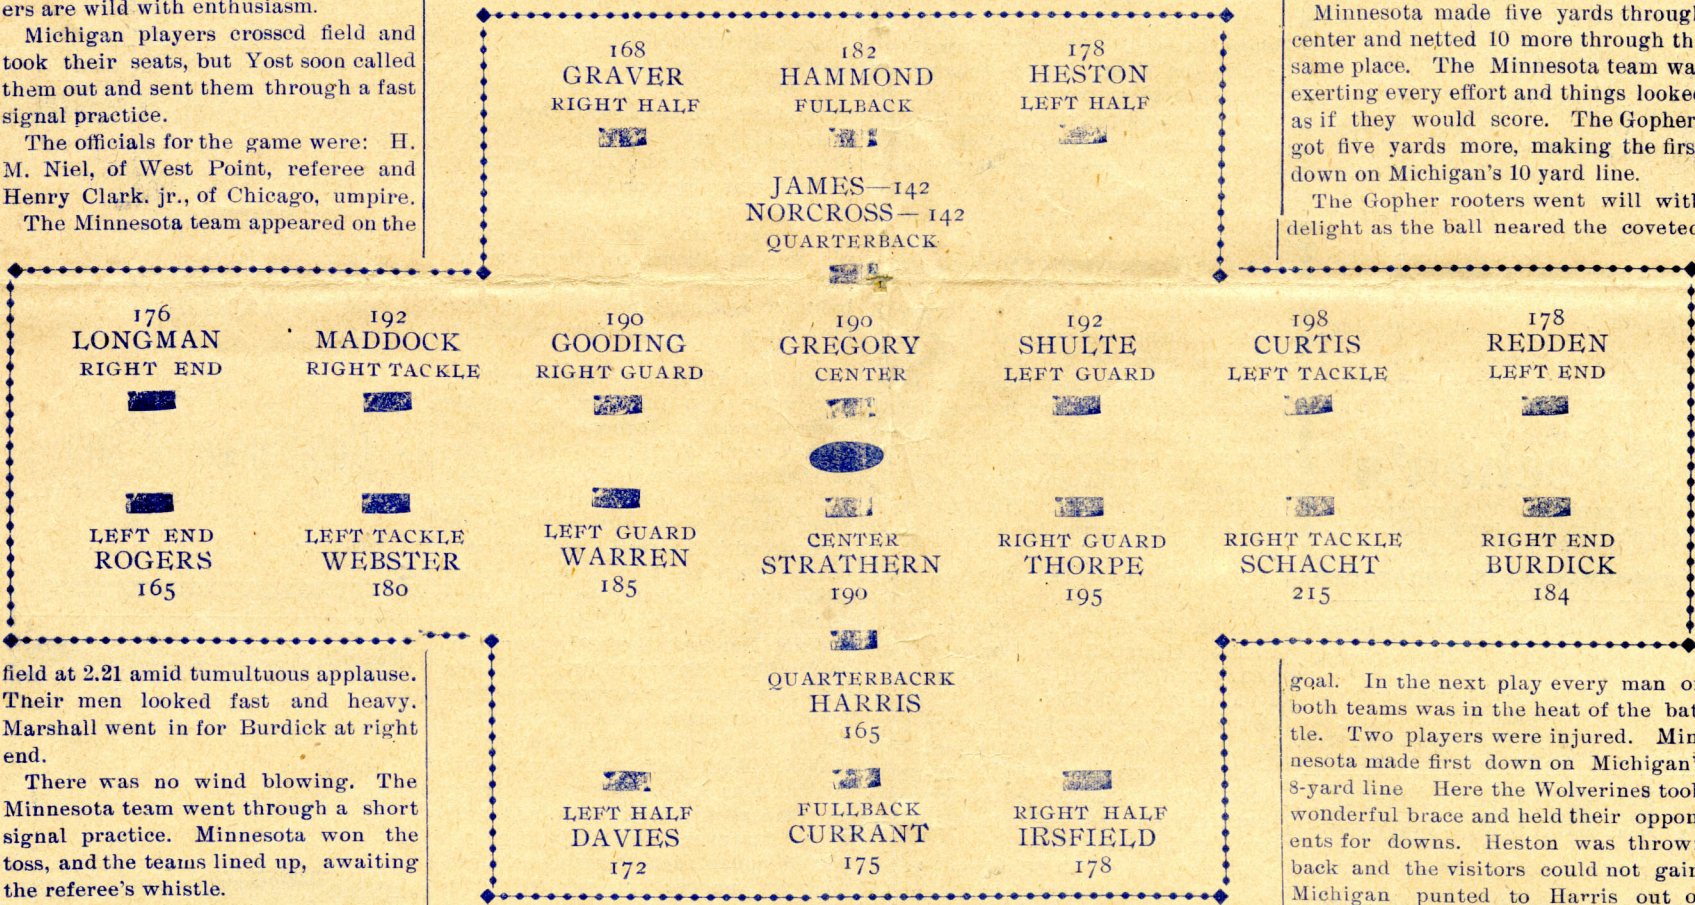 ers are wild with enthusiasm.
Michigan players crossed field and
took their seats, but Yost soon called
them out and sent them through a fast
signal practice.
The officials for the game were: H.
M. Niel, of West Point, referee and
Henry Clark. jr., of Chicago, umpire.
The Minnesota team appeared on the
168
GRAVER
RIGHT HALF
182
HAMMOND
FULLBACK
178
HESTON
LEFT HALF
JAMES—142
NORCROSS—142
QUARTERBACK
Minnesota made five yards through
center and netted 10 more through th
same place. The Minnesota team wa
exerting every effort and things looked
as if they would score. The Gopher
got five yards more, making the firs
down on Michigan's 10 yard line.
The Gopher rooters went will with
delight as the ball neared the coveted
176
LONGMAN
RIGHT END
192
MADDOCK
RIGHT TACKLE
190
GOODING
RIGHT GUARD
190
GREGORY
CENTER
192
SHULTE
LEFT GUARD
198
CURTIS
LEFT TACKLE
178
REDDEN
LEFT END
LEFT END
ROGERS
165
LEFT TACKLE
WEBSTER
180
LEFT GUARD
WARREN
185
CENTER
STRATHERN
190
RIGHT GUARD
THORPE
195
RIGHT TACKLE
SCHACHT
215
RIGHT END
BURDICK
184
field at 2.21 amid tumultuous applause.
Their men looked fast and heavy.
Marshall went in for Burdick at right
end.
There was no wind blowing. The
Minnesota team went through a short
signal practice. Minnesota won the
toss, and the teams lined up, awaiting
the referee's whistle.
QUARTERBACRK
HARRIS
165
LEFT HALF
DAVIES
172
FULLBACK
CURRANT
175
RIGHT HALF
IRSFIELD
178
goal. In the next play every man o
both teams was in the heat of the bat
tle. Two players were injured. Min
nesota made first down on Michigan'
8-yard line Here the Wolverines took
wonderful brace and held their oppon
ents for downs. Heston was throw
back and the visitors could not gain
Michigan punted to Harris out o